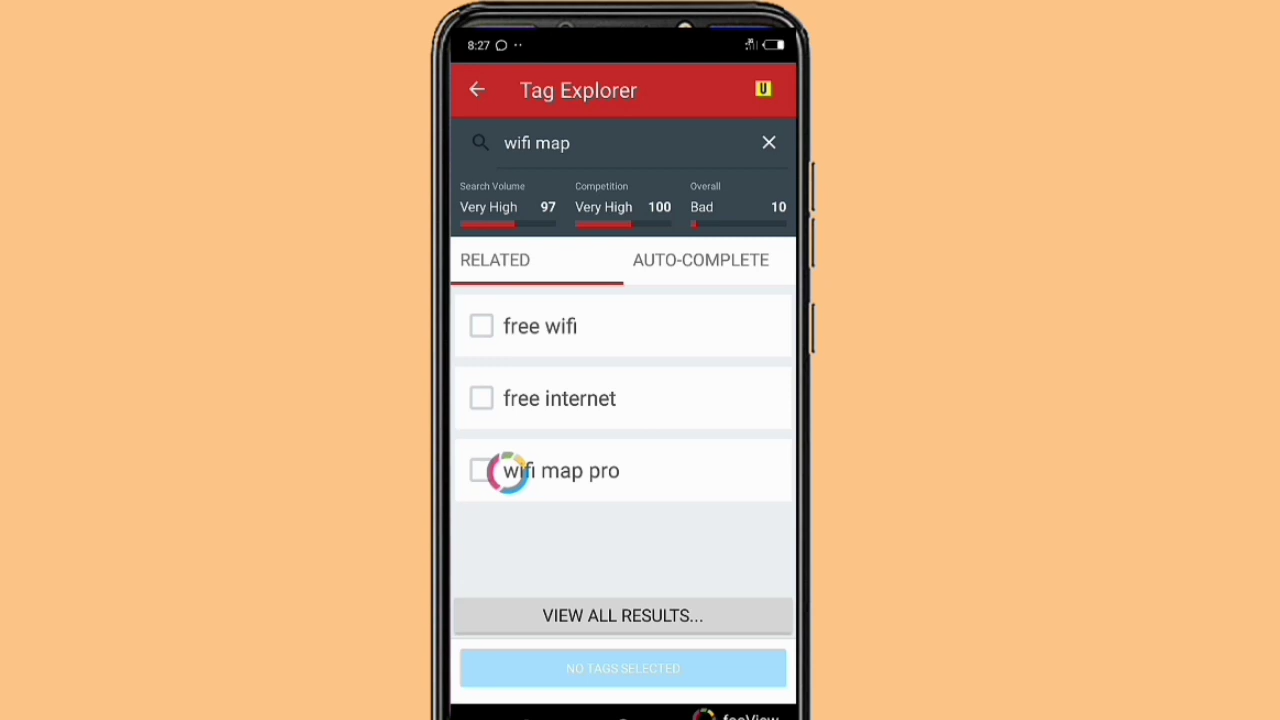 8:27
Tag Explorer
U
wifi map
Search Volume Competition Overall
Very High 97 Very High 100 Bad 10
RELATED AUTO-COMPLETE
free wifi
free internet
wifi map pro
VIEW ALL RESULTS...
NO TAGS SELECTED